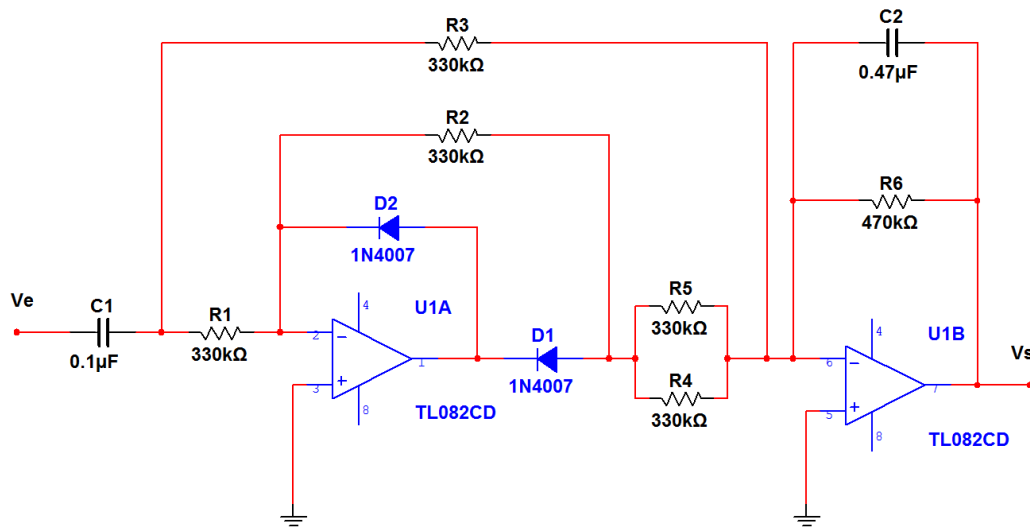 C2
0.47µF
R3
330kΩ
R2
330kΩ
R6
470kΩ
D2
1N4007
Ve
C1
0.1µF
R1
330kΩ
4
U1A
2
1
3
8
TL082CD
D1
1N4007
R5
330kΩ
R4
330kΩ
4
U1B
6
7
5
8
TL082CD
Vs